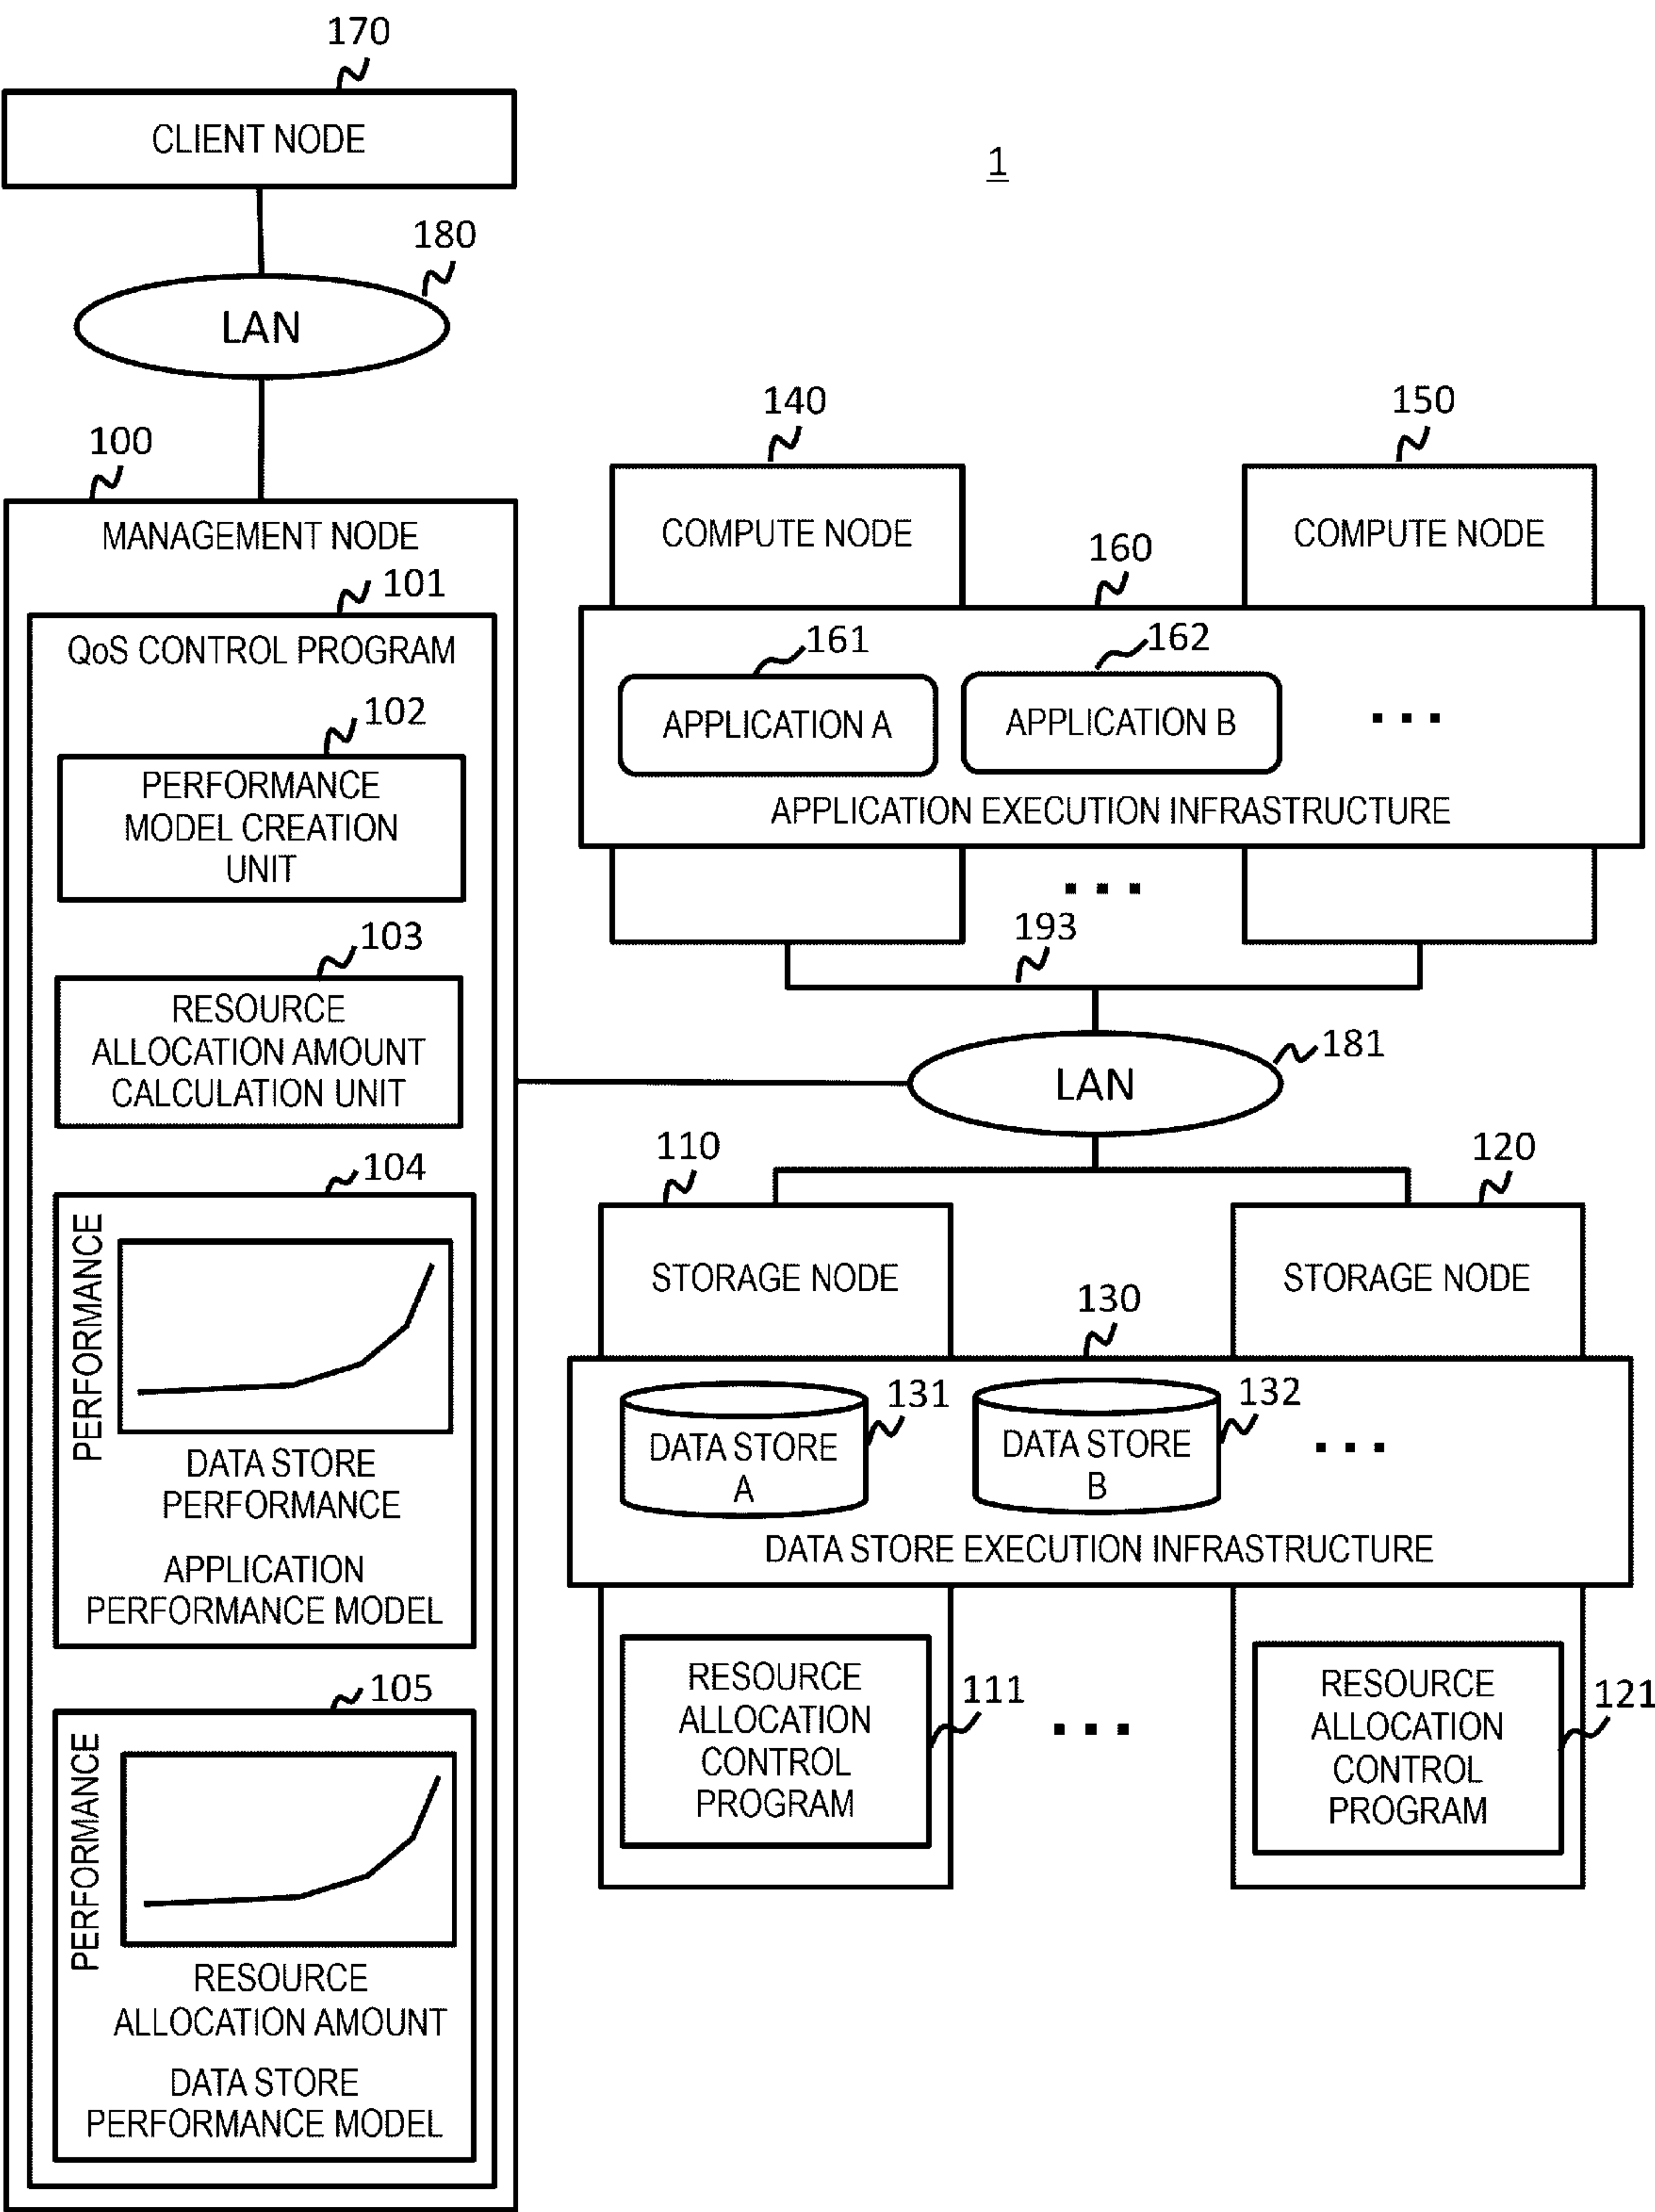 170
CLIENT NODE
1
180
LAN
100
MANAGEMENT NODE
101
QoS CONTROL PROGRAM
102
PERFORMANCE
MODEL CREATION
UNIT
103
RESOURCE
ALLOCATION AMOUNT
CALCULATION UNIT
104
PERFORMANCE
DATA STORE
PERFORMANCE
APPLICATION
PERFORMANCE MODEL
105
PERFORMANCE
RESOURCE
ALLOCATION AMOUNT
DATA STORE
PERFORMANCE MODEL
140
COMPUTE NODE
150
COMPUTE NODE
160
161
APPLICATION A
162
APPLICATION B
...
APPLICATION EXECUTION INFRASTRUCTURE
...
193
181
LAN
110
STORAGE NODE
120
STORAGE NODE
130
131
DATA STORE
A
132
DATA STORE
B
...
DATA STORE EXECUTION INFRASTRUCTURE
RESOURCE
ALLOCATION
CONTROL
PROGRAM
111
...
RESOURCE
ALLOCATION
CONTROL
PROGRAM
121